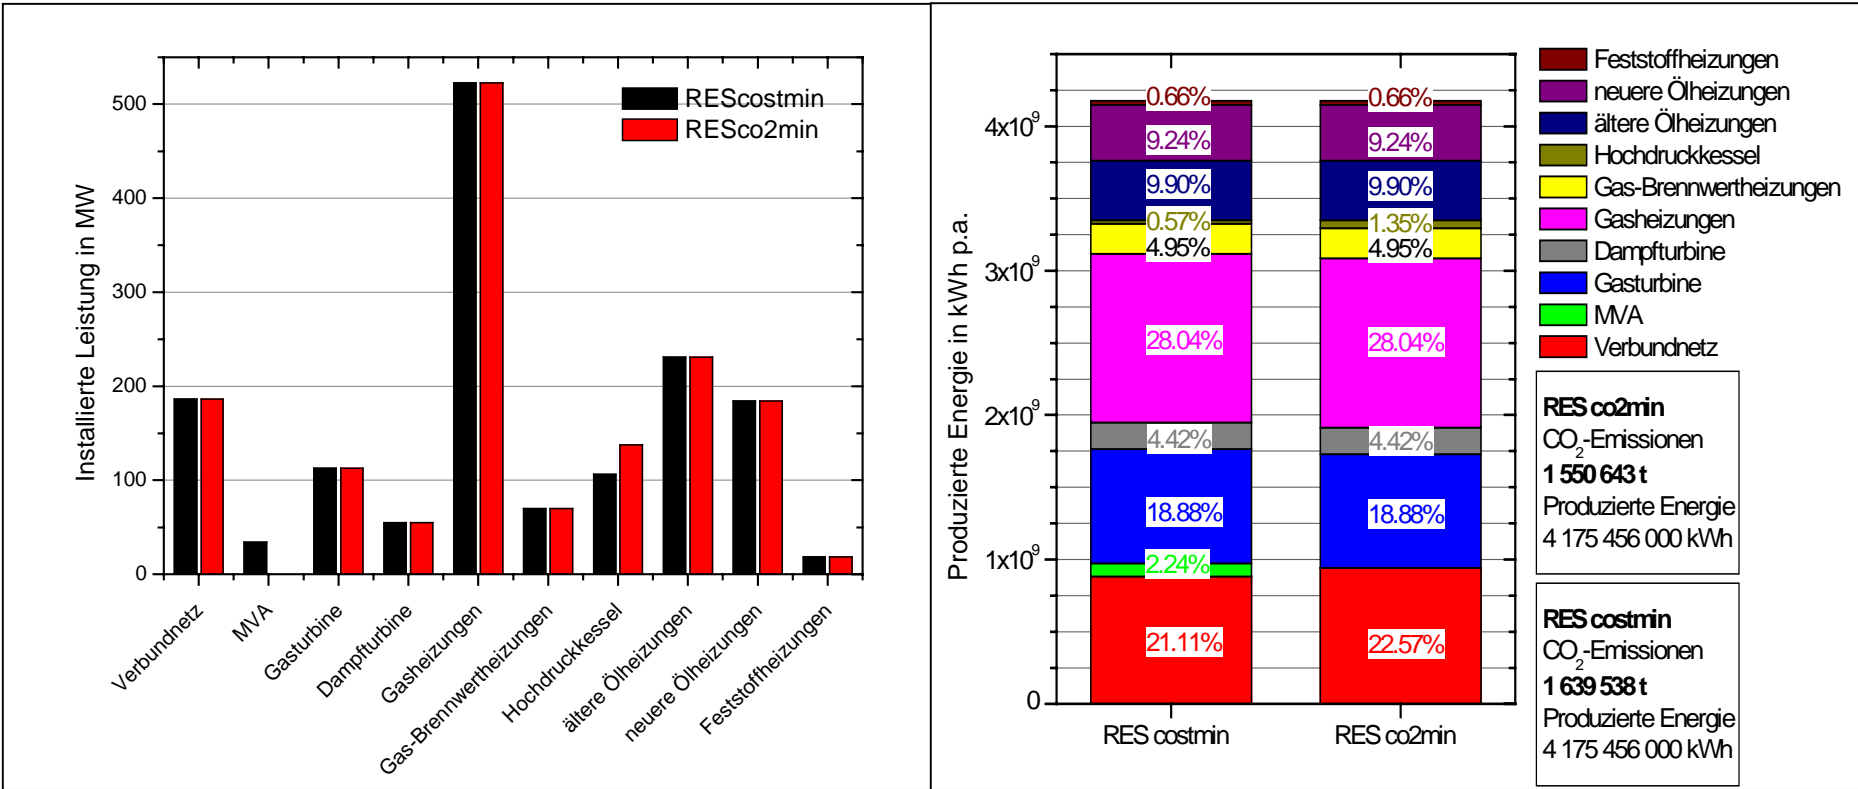 Installierte Leistung in MW
500
400
300
200
100
0
REScostmin
RESco2min
Verbundnetz
MVA
Gasturbine
Dampfturbine
Gasheizungen
Gas-Brennwertheizungen
Hochdruckkessel
ältere Ölheizungen
neuere Ölheizungen
Feststoffheizungen
Produzierte Energie in kWh p.a.
4x10⁹
3x10⁹
2x10⁹
1x10⁹
0
0.66%
9.24%
9.90%
0.57%
4.95%
28.04%
4.42%
18.88%
2.24%
21.11%
0.66%
9.24%
9.90%
1.35%
4.95%
28.04%
4.42%
18.88%
22.57%
RES costmin
RES co2min
Feststoffheizungen
neuere Ölheizungen
ältere Ölheizungen
Hochdruckkessel
Gas-Brennwertheizungen
Gasheizungen
Dampfturbine
Gasturbine
MVA
Verbundnetz
RES co2min
CO₂-Emissionen
1 550 643 t
Produzierte Energie
4 175 456 000 kWh
RES costmin
CO₂-Emissionen
1 639 538 t
Produzierte Energie
4 175 456 000 kWh